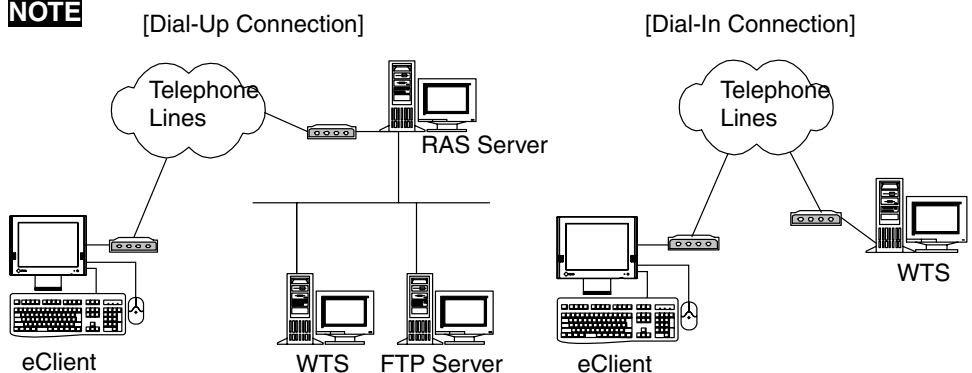 NOTE
[Dial-Up Connection]
Telephone
Lines
RAS Server
eClient
WTS
FTP Server
[Dial-In Connection]
Telephone
Lines
WTS
eClient